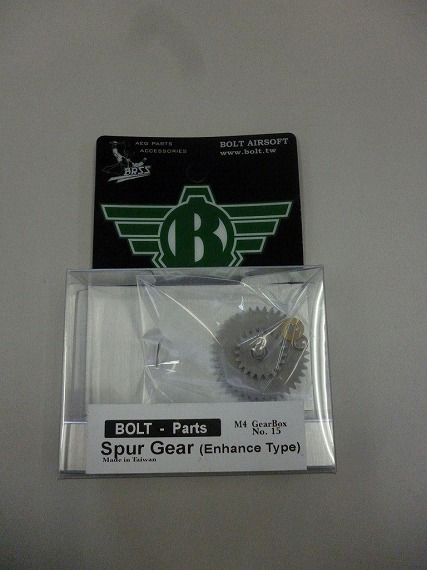 AEG PARTS
ACCESSORIES
BRSS
BOLT AIRSOFT
www.bolt.tw
B
BOLT - Parts
M4 GearBox
No. 15
Spur Gear (Enhance Type)
Made in Taiwan